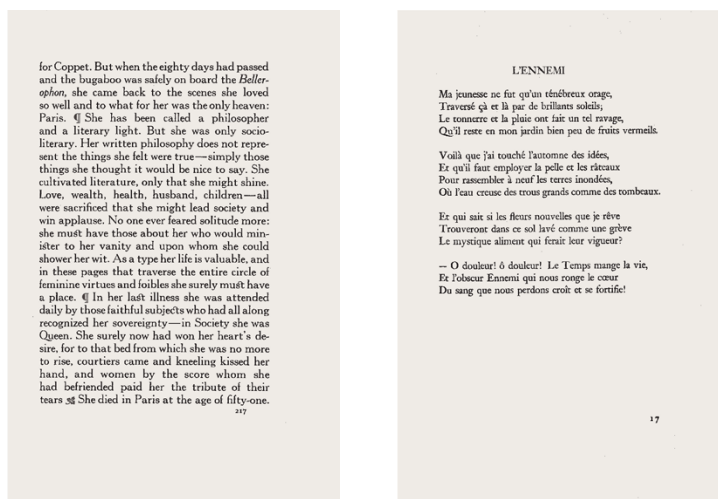 for Coppet. But when the eighty days had passed
and the bugaboo was safely on board the Beller-
ophon, she came back to the scenes she loved
so well and to what for her was the only heaven:
Paris. ¶ She has been called a philosopher
and a literary light. But she was only socio-
literary. Her written philosophy does not repre-
sent the things she felt were true—simply those
things she thought it would be nice to say. She
cultivated literature, only that she might shine.
Love, wealth, health, husband, children—all
were sacrificed that she might lead society and
win applause. No one ever feared solitude more:
she must have those about her who would min-
ister to her vanity and upon whom she could
shower her wit. As a type her life is valuable, and
in these pages that traverse the entire circle of
feminine virtues and foibles she surely must have
a place. ¶ In her last illness she was attended
daily by those faithful subjects who had all along
recognized her sovereignty—in Society she was
Queen. She surely now had won her heart's de-
sire, for to that bed from which she was no more
to rise, courtiers came and kneeling kissed her
hand, and women by the score whom she
had befriended paid her the tribute of their
tears She died in Paris at the age of fifty-one.
217
L'ENNEMI
Ma jeunesse ne fut qu'un ténébreux orage,
Traversé çà et là par de brillants soleils;
Le tonnerre et la pluie ont fait un tel ravage,
Qu'il reste en mon jardin bien peu de fruits vermeils.
Voilà que j'ai touché l'automne des idées,
Et qu'il faut employer la pelle et les râteaux
Pour rassembler à neuf les terres inondées,
Où l'eau creuse des trous grands comme des tombeaux.
Et qui sait si les fleurs nouvelles que je rêve
Trouveront dans ce sol lavé comme une grève
Le mystique aliment qui ferait leur vigueur?
— O douleur! ô douleur! Le Temps mange la vie,
Et l'obscur Ennemi qui nous ronge le cœur
Du sang que nous perdons croît et se fortifie!
17